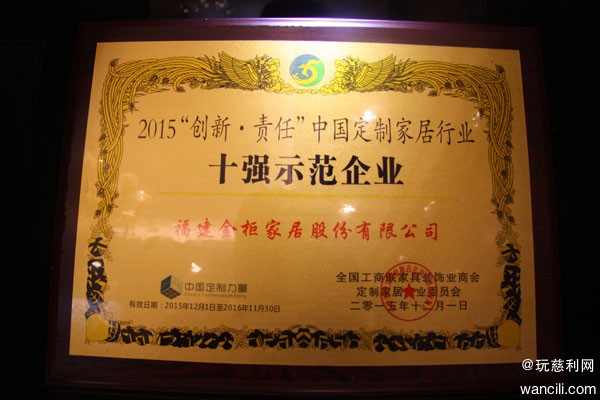 2015“创新·责任”中国定制家居行业
十强示范企业
福建金柜家居股份有限公司
中国定制力量
有效日期：2015年12月1日至2016年11月30日
全国工商联家具装饰业商会
定制家居专业委员会
二〇一五年十二月一日
@玩慈利网
wancili.com